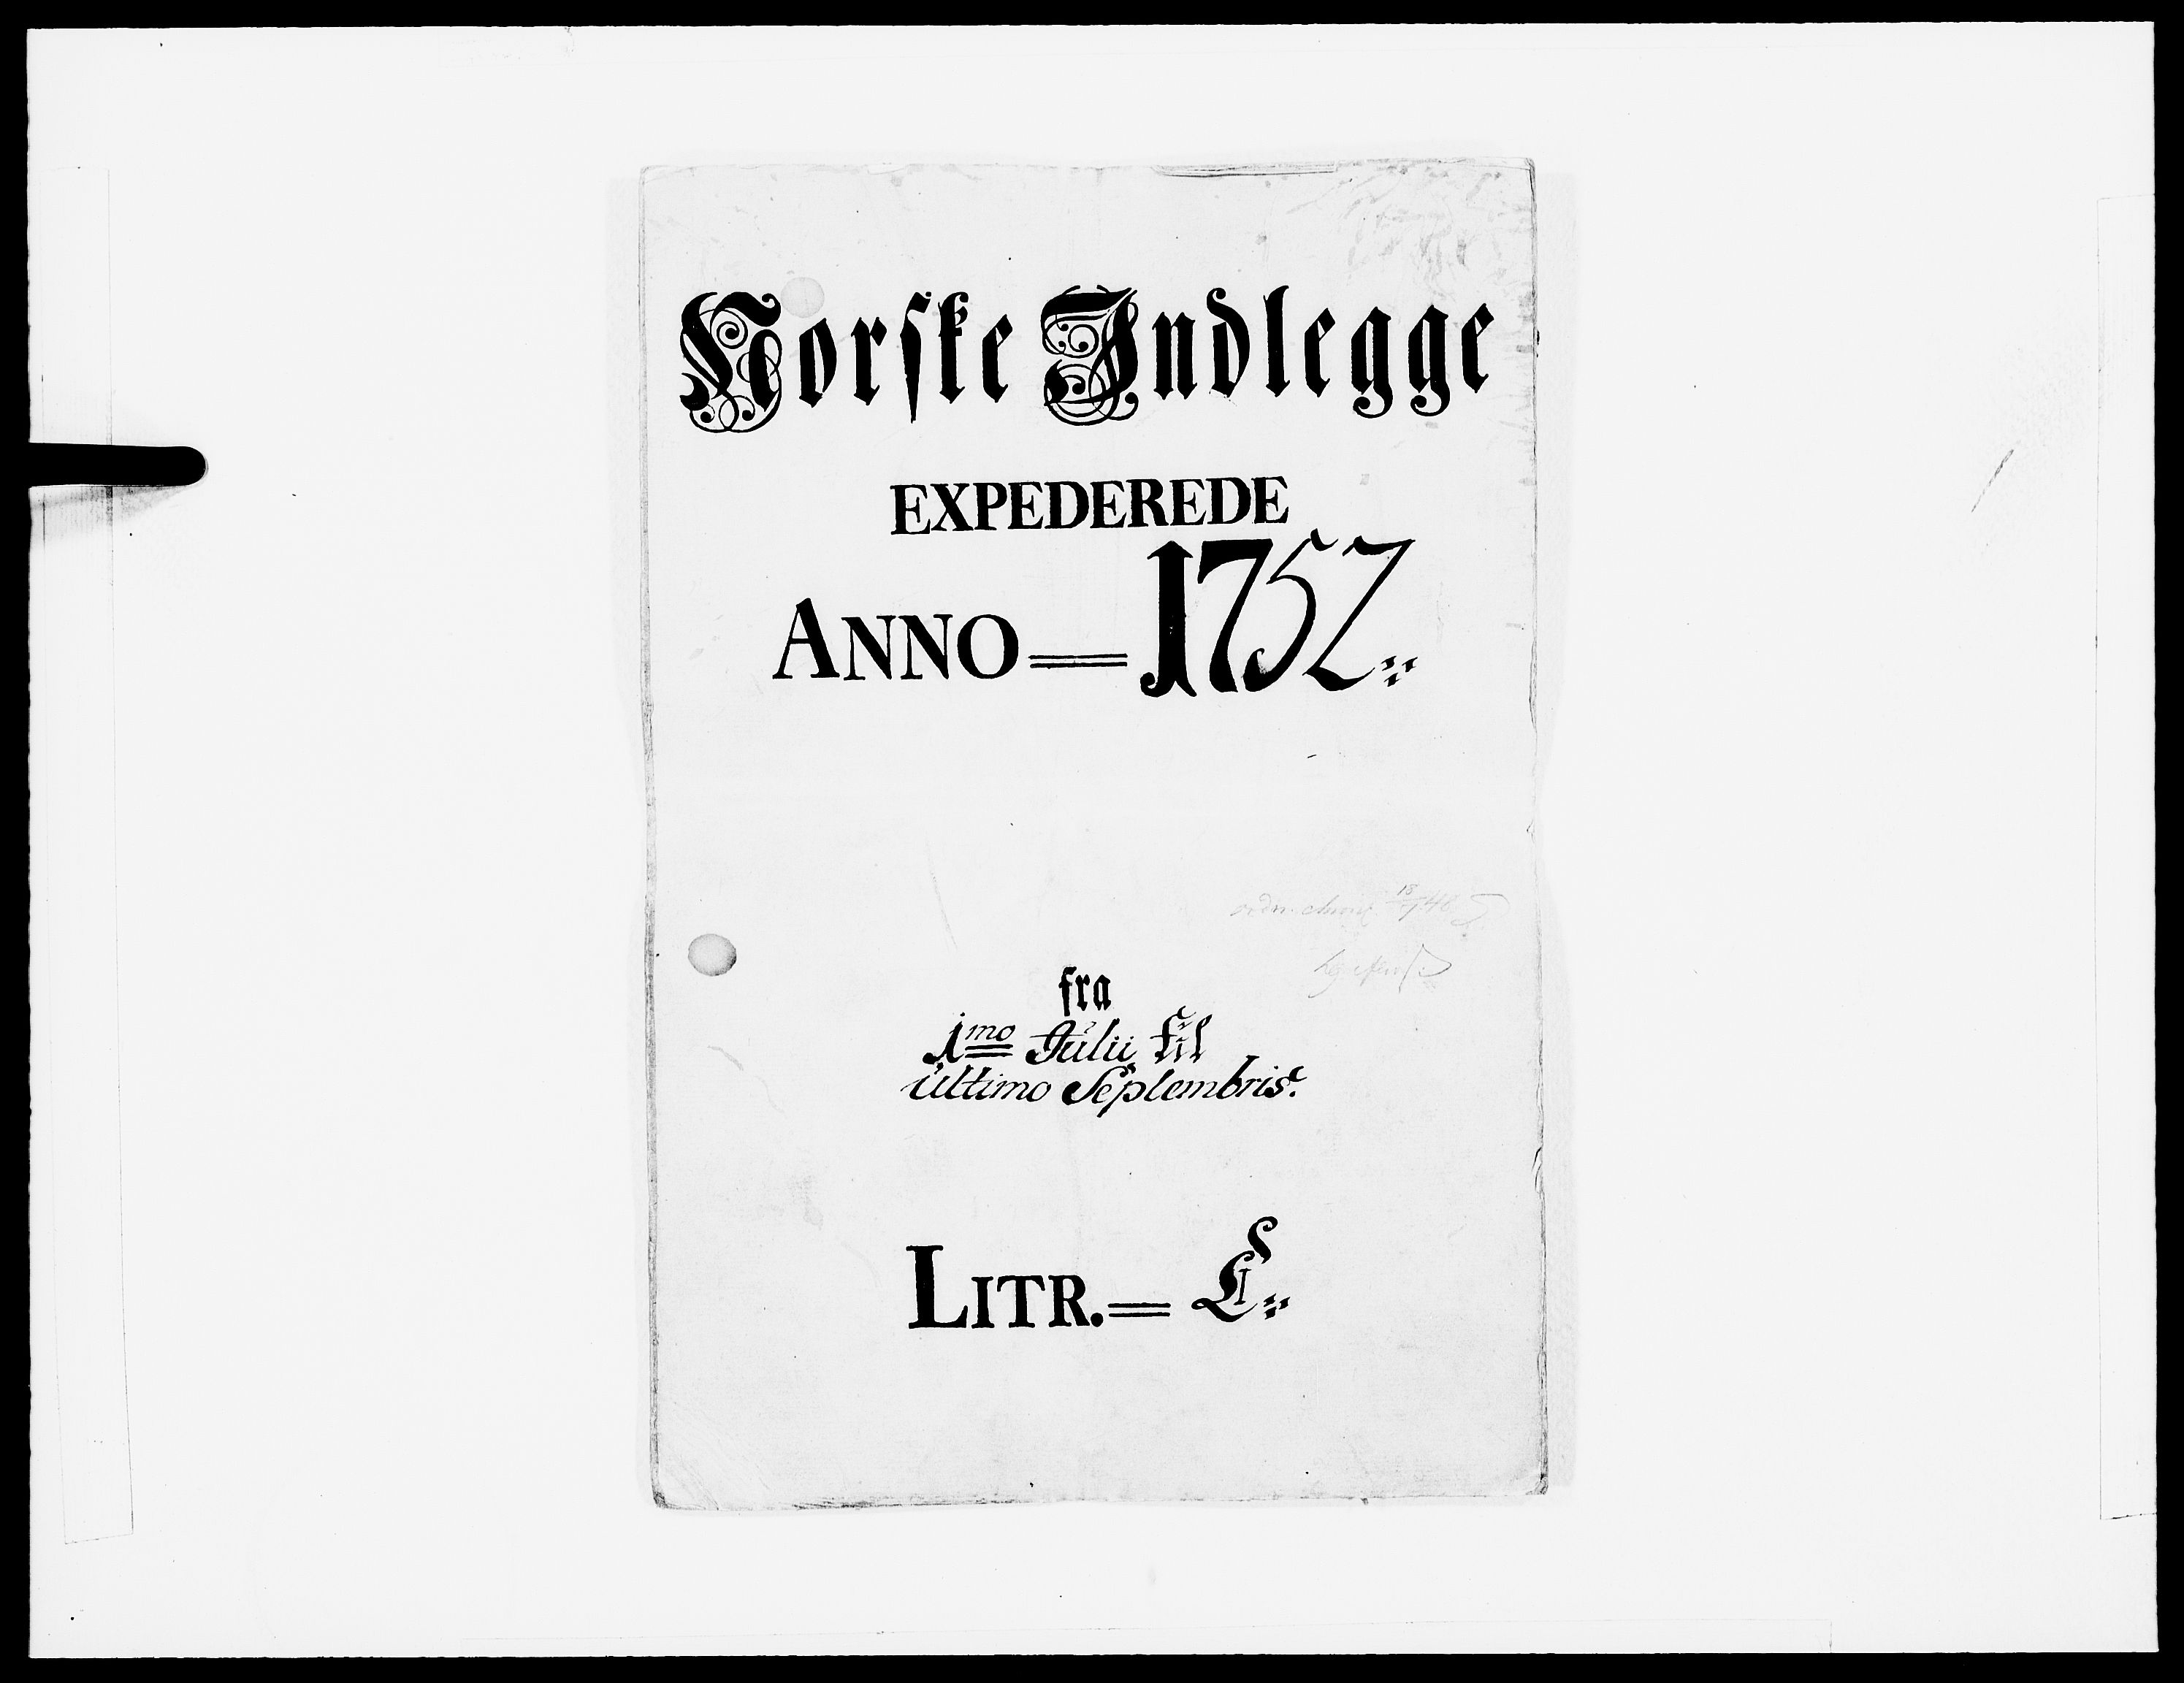 Norske Indlegge
EXPEDEREDE
ANNO = 1752.
fra
1mo Julii til
Ultimo Septembris.
LITR. =